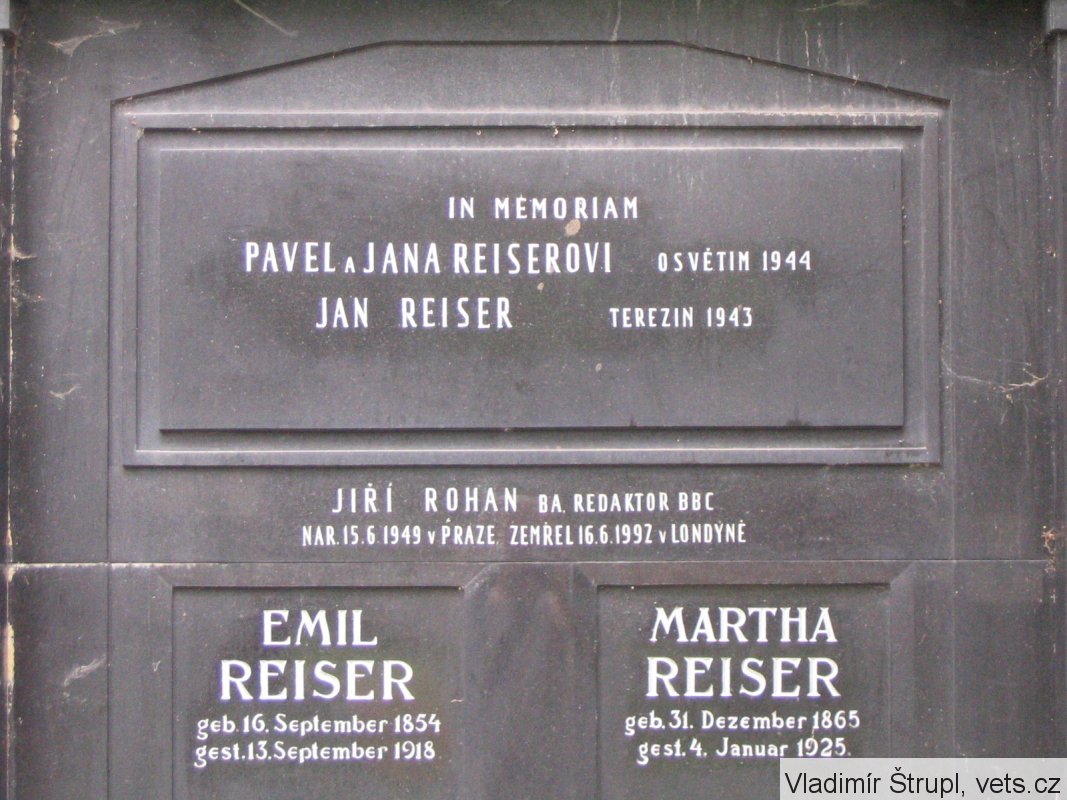 IN MEMORIAM
PAVEL A JANA REISEROVI OSVĚTIM 1944
JAN REISER TEREZIN 1943
JIŘÍ ROHAN BA. REDAKTOR BBC
NAR. 15.6.1949 V PRAZE. ZEMŘEL 16.6.1992 V LONDÝNĚ
EMIL
REISER
geb. 16. September 1854
gest. 13. September 1918
MARTHA
REISER
geb. 31. Dezember 1865
gest. 4. Januar 1925.
Vladimír Štrupl, vets.cz